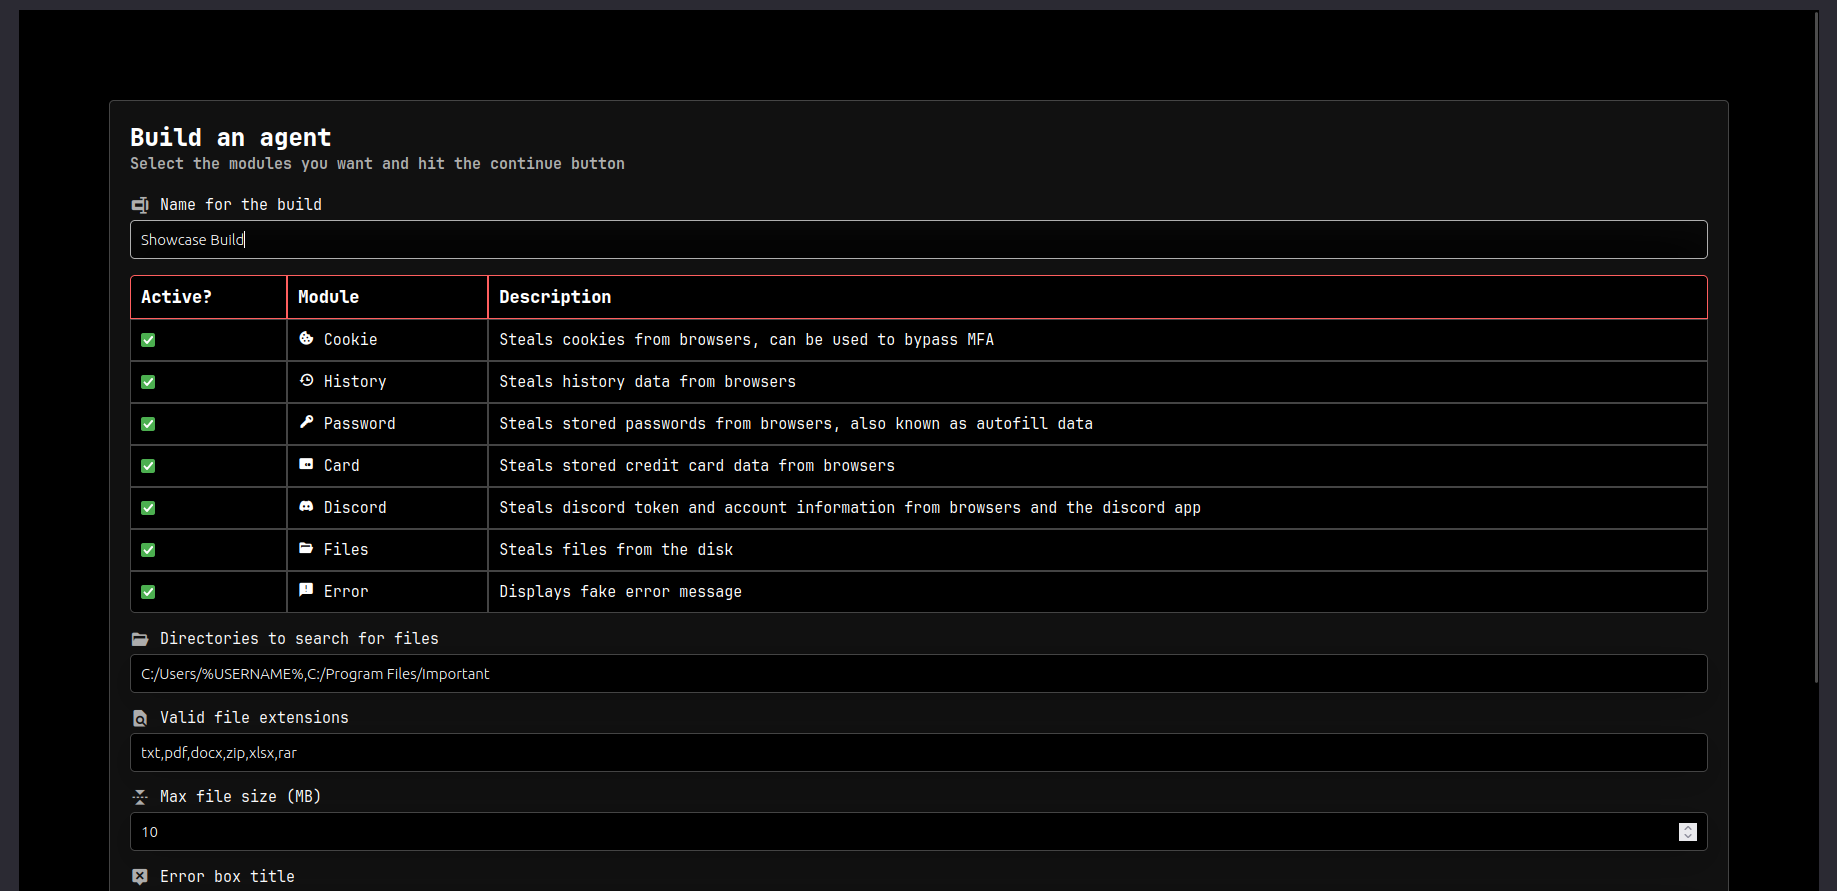 Build an agent
Select the modules you want and hit the continue button
Name for the build
Showcase Build
Active? Module Description
Cookie Steals cookies from browsers, can be used to bypass MFA
History Steals history data from browsers
Password Steals stored passwords from browsers, also known as autofill data
Card Steals stored credit card data from browsers
Discord Steals discord token and account information from browsers and the discord app
Files Steals files from the disk
Error Displays fake error message
Directories to search for files
C:/Users/%USERNAME%,C:/Program Files/Important
Valid file extensions
txt,pdf,docx,zip,xlsx,rar
Max file size (MB)
10
Error box title